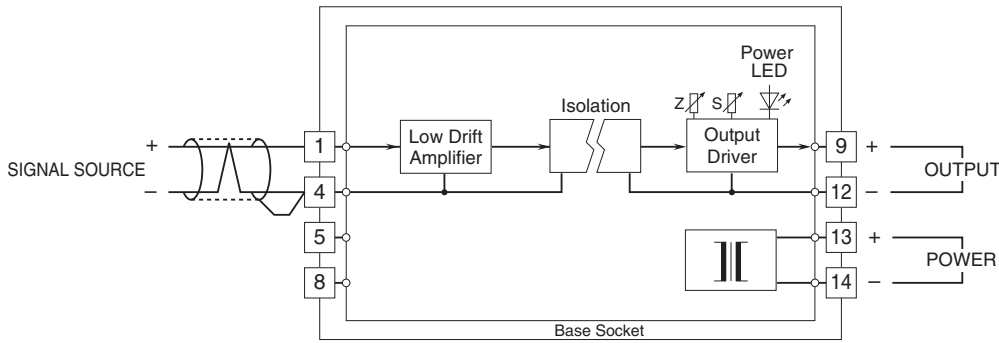 Power
LED
Isolation
Z
S
+
1
Low Drift
Amplifier
Output
Driver
9
+
SIGNAL SOURCE
OUTPUT
–
4
12
–
5
13
+
POWER
8
14
–
Base Socket